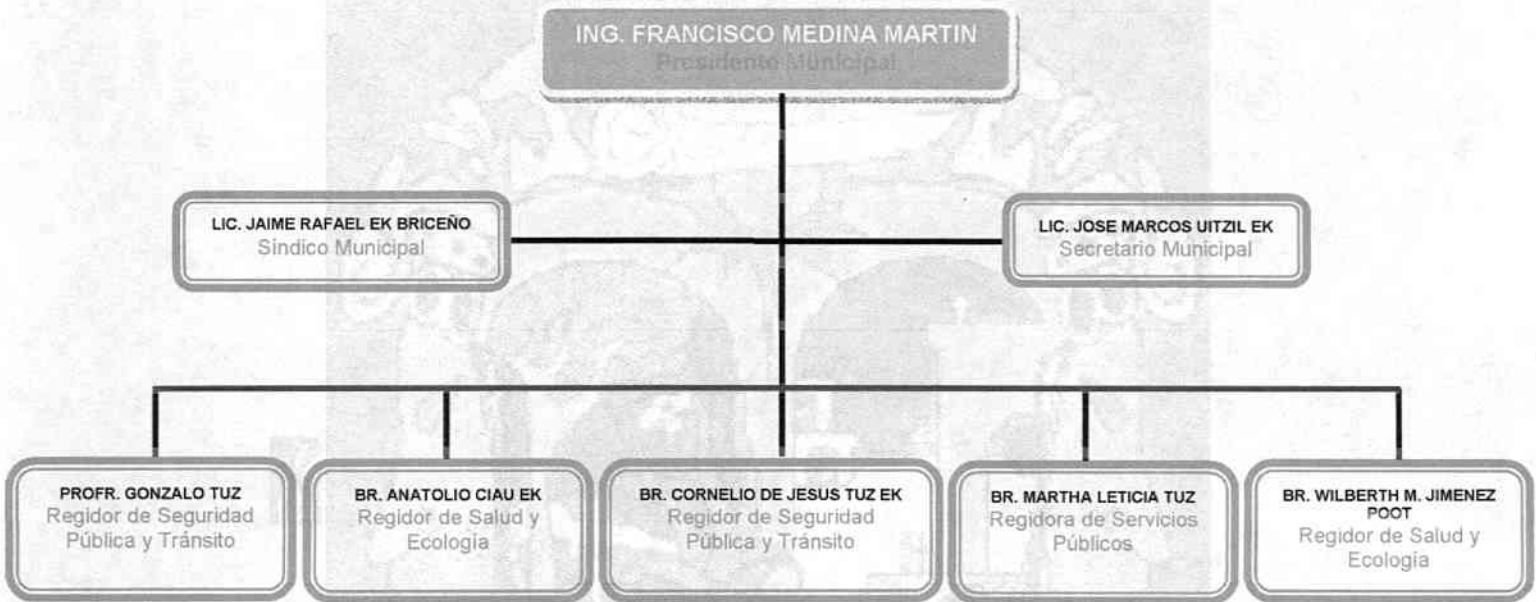 ING. FRANCISCO MEDINA MARTIN
Presidente Municipal
LIC. JAIME RAFAEL EK BRICEÑO
Síndico Municipal
LIC. JOSE MARCOS UITZIL EK
Secretario Municipal
PROFR. GONZALO TUZ
Regidor de Seguridad
Pública y Tránsito
BR. ANATOLIO CIAU EK
Regidor de Salud y
Ecología
BR. CORNELIO DE JESUS TUZ EK
Regidor de Seguridad
Pública y Tránsito
BR. MARTHA LETICIA TUZ
Regidora de Servicios
Públicos
BR. WILBERTH M. JIMENEZ
POOT
Regidor de Salud y
Ecología